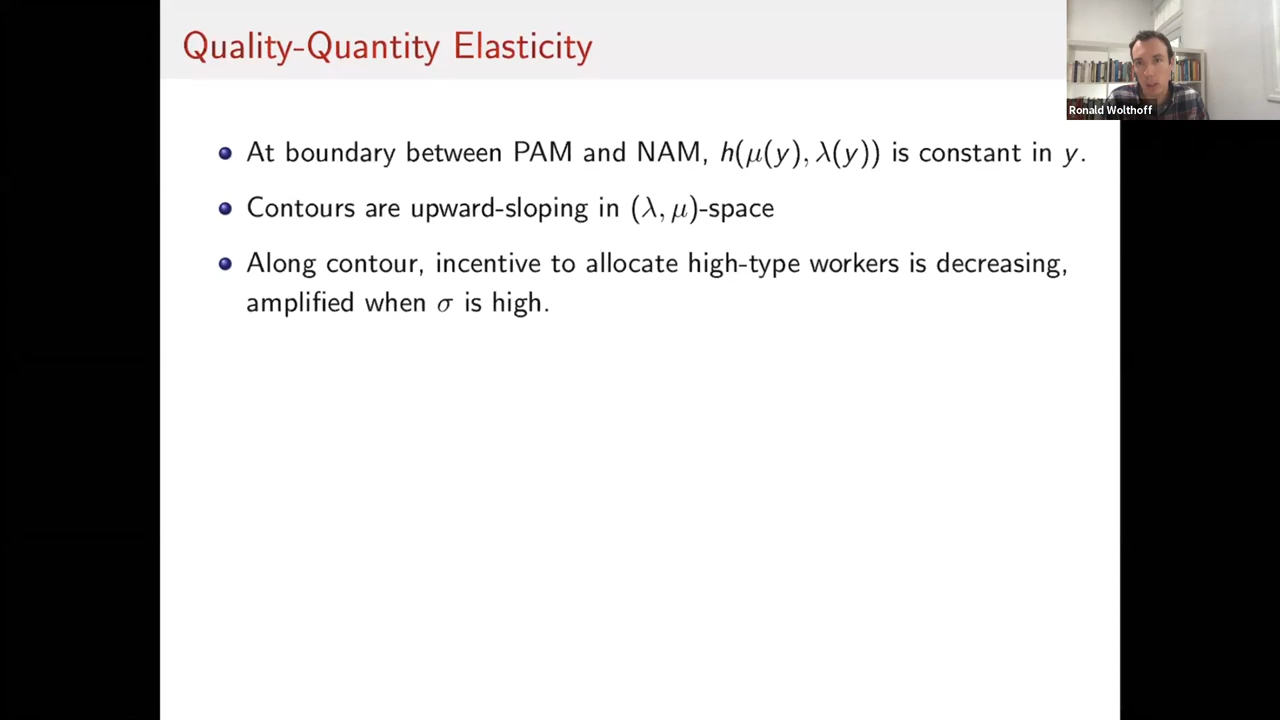 Quality-Quantity Elasticity
Ronald Wolthoff
At boundary between PAM and NAM, h(μ(y), λ(y)) is constant in y.
Contours are upward-sloping in (λ, μ)-space
Along contour, incentive to allocate high-type workers is decreasing,
amplified when σ is high.